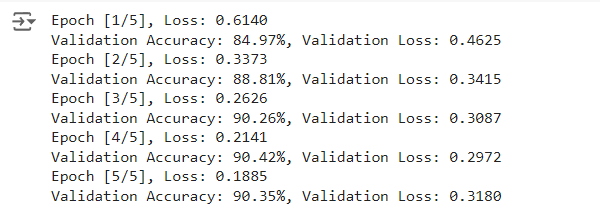 Epoch [1/5], Loss: 0.6140
Validation Accuracy: 84.97%, Validation Loss: 0.4625
Epoch [2/5], Loss: 0.3373
Validation Accuracy: 88.81%, Validation Loss: 0.3415
Epoch [3/5], Loss: 0.2626
Validation Accuracy: 90.26%, Validation Loss: 0.3087
Epoch [4/5], Loss: 0.2141
Validation Accuracy: 90.42%, Validation Loss: 0.2972
Epoch [5/5], Loss: 0.1885
Validation Accuracy: 90.35%, Validation Loss: 0.3180